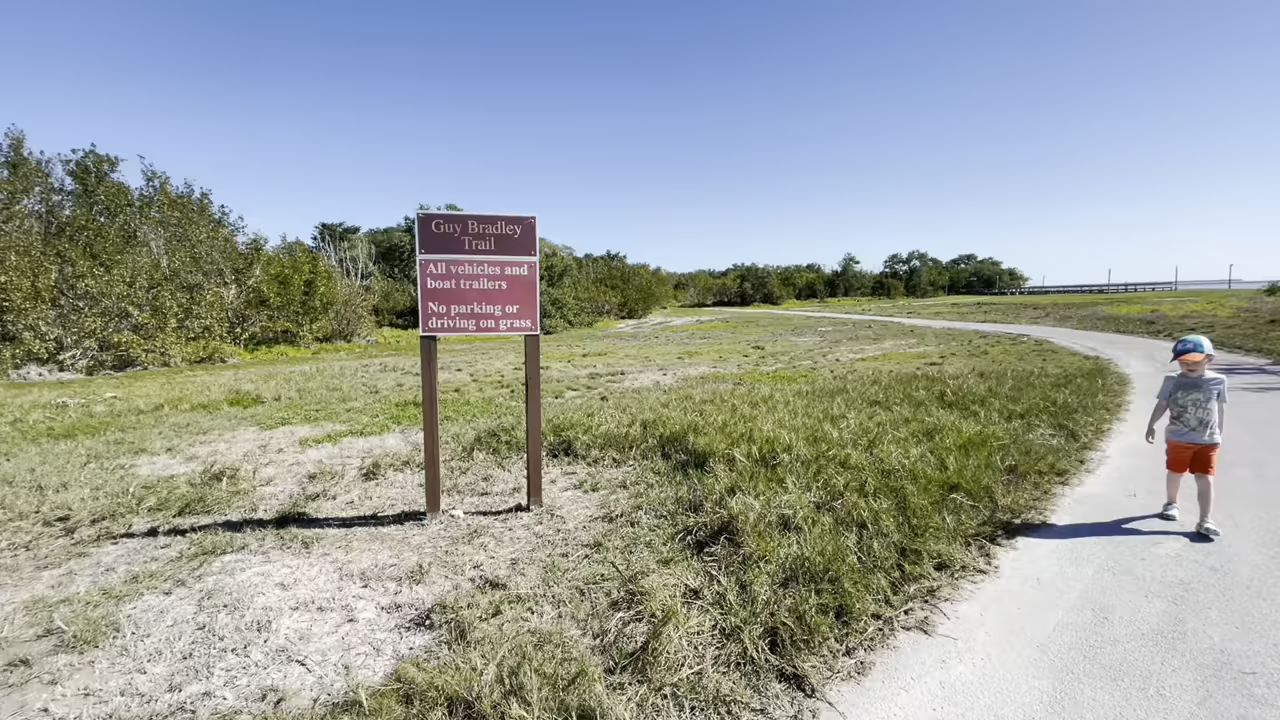 Guy Bradley
Trail
All vehicles and
boat trailers
No parking or
driving on grass